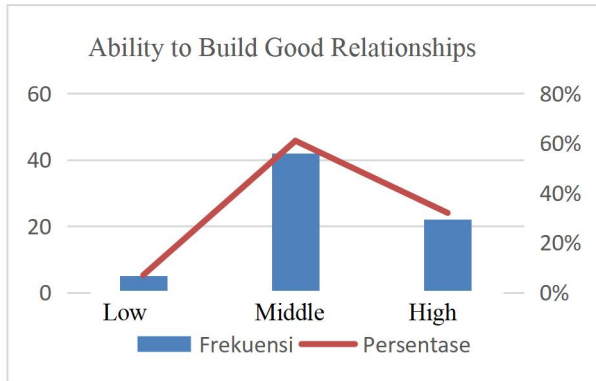 Ability to Build Good Relationships
60 80%
60%
40
40%
20
20%
0 0%
Low Middle High
Frekuensi Persentase